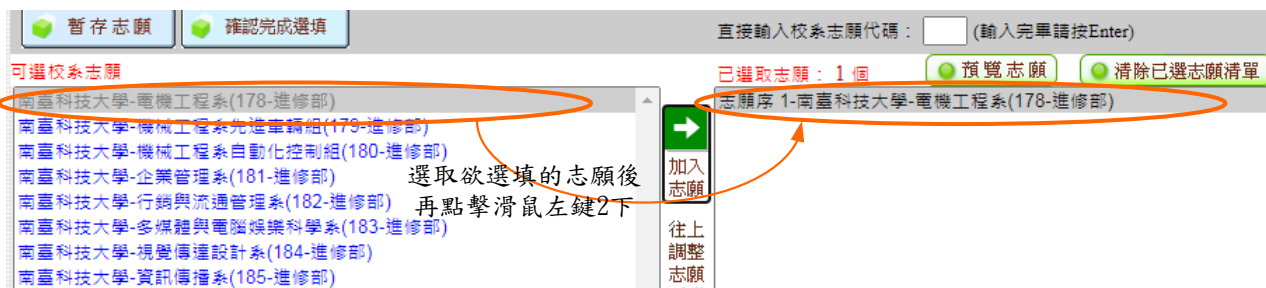 暫存志願
確認完成選填
直接輸入校系志願代碼：
(輸入完畢請按Enter)
可選校系志願
已選取志願：1 個
預覽志願
清除已選志願清單
南臺科技大學-電機工程系(178-進修部)
南臺科技大學-機械工程系先進車輛組(179-進修部)
南臺科技大學-機械工程系自動化控制組(180-進修部)
南臺科技大學-企業管理系(181-進修部)
南臺科技大學-行銷與流通管理系(182-進修部)
南臺科技大學-多媒體與電腦娛樂科學系(183-進修部)
南臺科技大學-視覺傳達設計系(184-進修部)
南臺科技大學-資訊傳播系(185-進修部)
選取欲選填的志願後
再點擊滑鼠左鍵2下
加入
志願
往上
調整
志願
志願序 1-南臺科技大學-電機工程系(178-進修部)